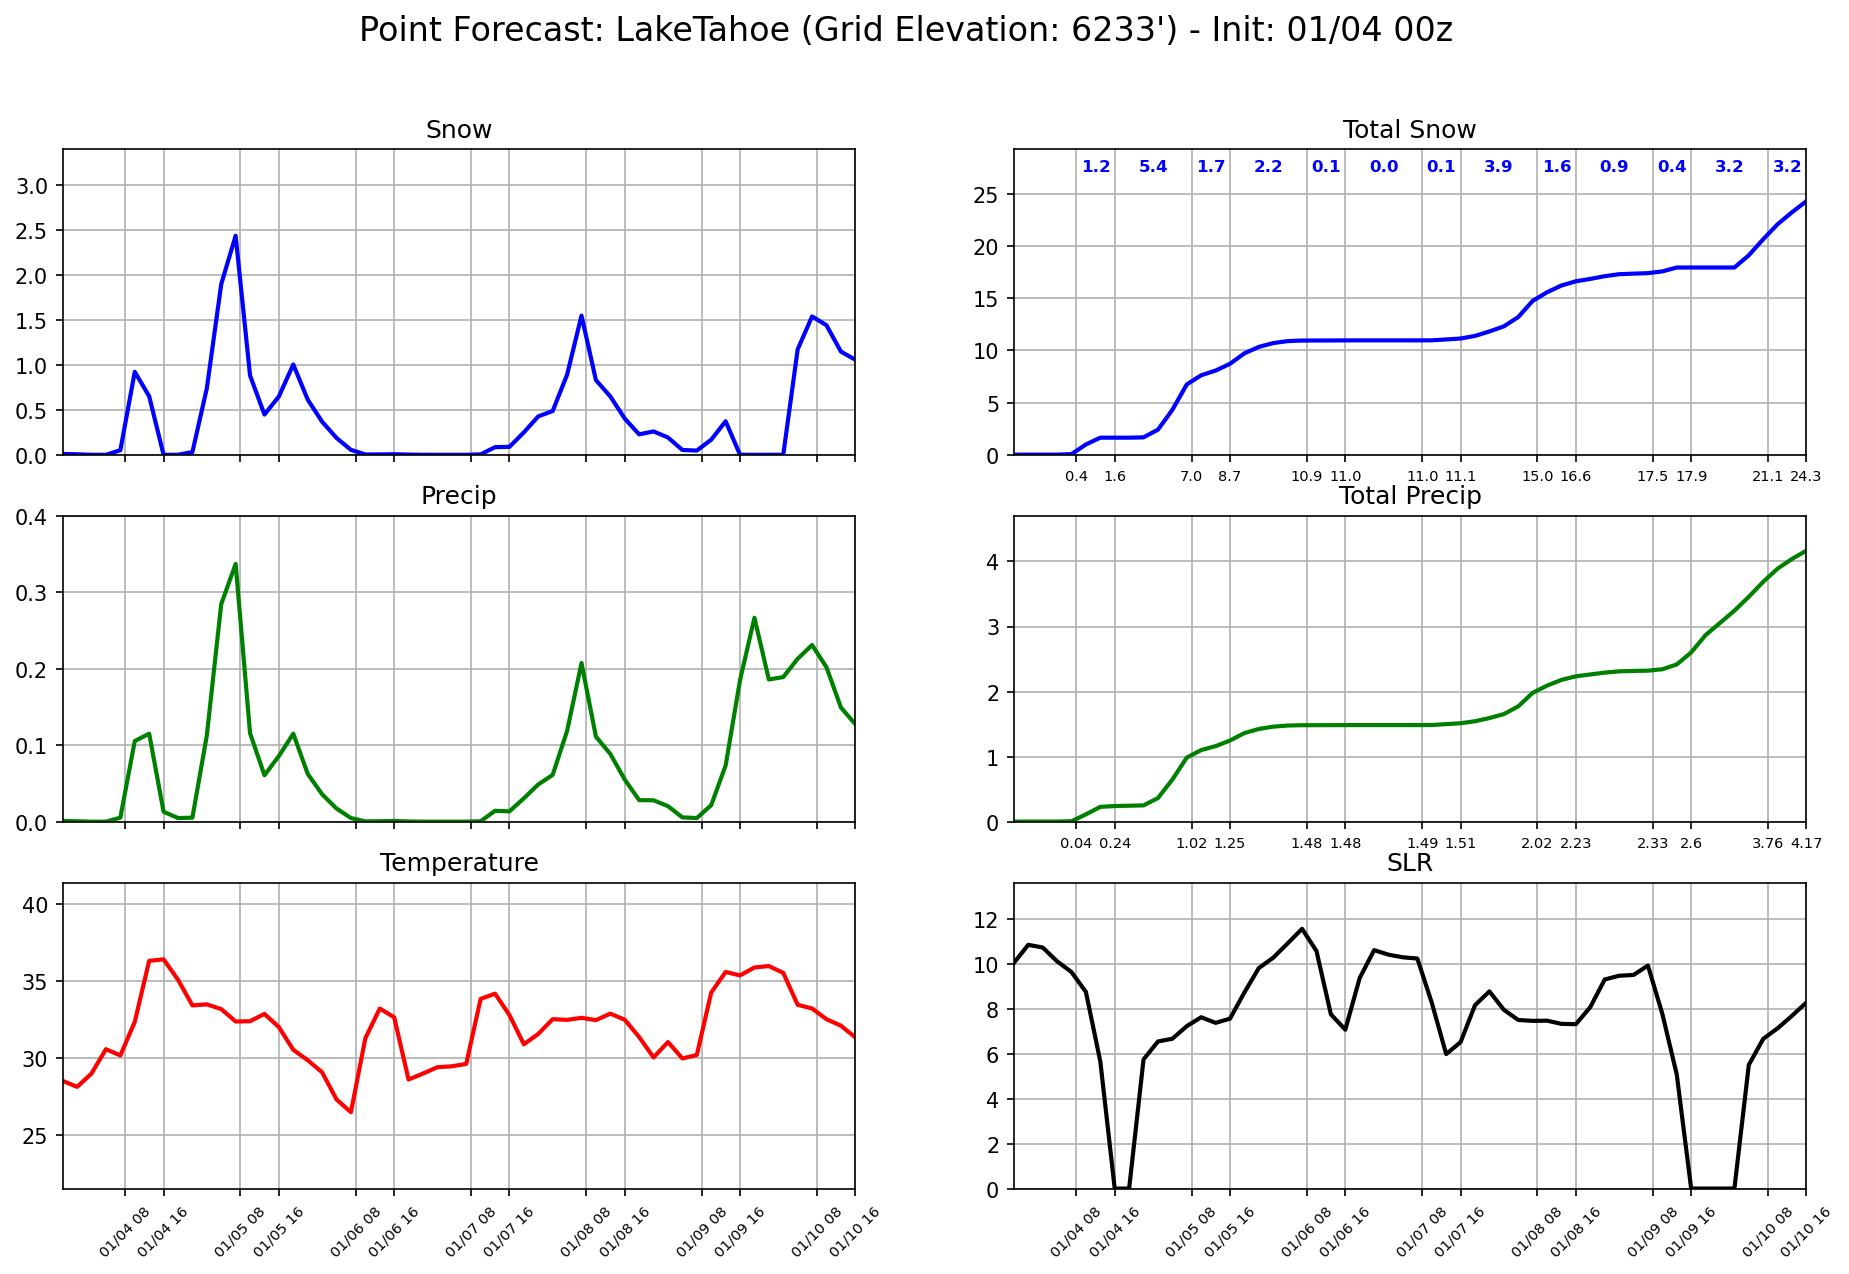 Point Forecast: LakeTahoe (Grid Elevation: 6233') - Init: 01/04 00z
Snow
3.0
2.5
2.0
1.5
1.0
0.5
0.0
Total Snow
1.2 5.4 1.7 2.2 0.1 0.0 0.1 3.9 1.6 0.9 0.4 3.2 3.2
25
20
15
10
5
0
0.4 1.6 7.0 8.7 10.9 11.0 11.0 11.1 15.0 16.6 17.5 17.9 21.1 24.3
Precip
0.4
0.3
0.2
0.1
0.0
Total Precip
4
3
2
1
0
0.04 0.24 1.02 1.25 1.48 1.48 1.49 1.51 2.02 2.23 2.33 2.6 3.76 4.17
Temperature
40
35
30
25
01/04 08 01/04 16 01/05 08 01/05 16 01/06 08 01/06 16 01/07 08 01/07 16 01/08 08 01/08 16 01/09 08 01/09 16 01/10 08 01/10 16
SLR
12
10
8
6
4
2
0
01/04 08 01/04 16 01/05 08 01/05 16 01/06 08 01/06 16 01/07 08 01/07 16 01/08 08 01/08 16 01/09 08 01/09 16 01/10 08 01/10 16